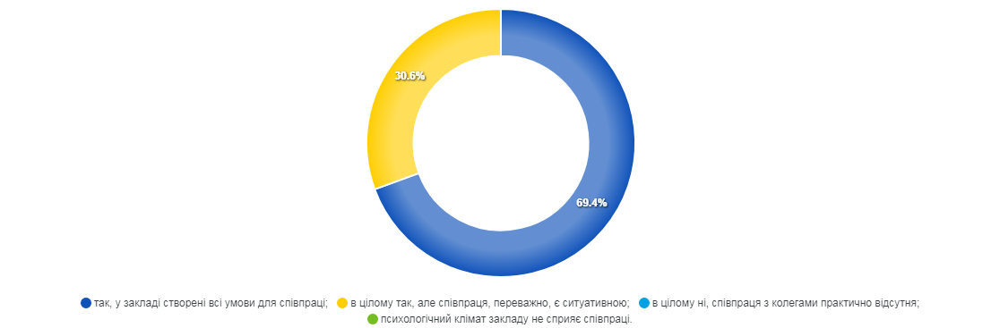 30.6%
69.4%
так, у закладі створені всі умови для співпраці; в цілому так, але співпраця, переважно, є ситуативною; в цілому ні, співпраця з колегами практично відсутня;
психологічний клімат закладу не сприяє співпраці.